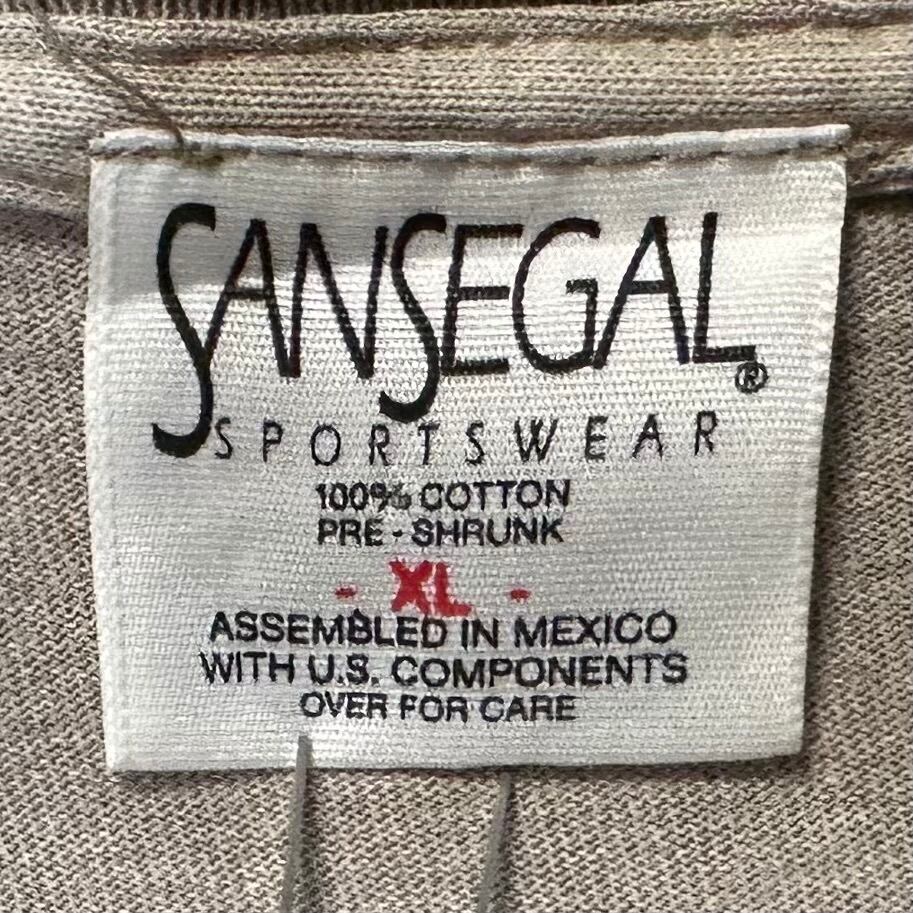 SANSEGAL®
SPORTSWEAR
100% COTTON
PRE - SHRUNK
- XL -
ASSEMBLED IN MEXICO
WITH U.S. COMPONENTS
OVER FOR CARE